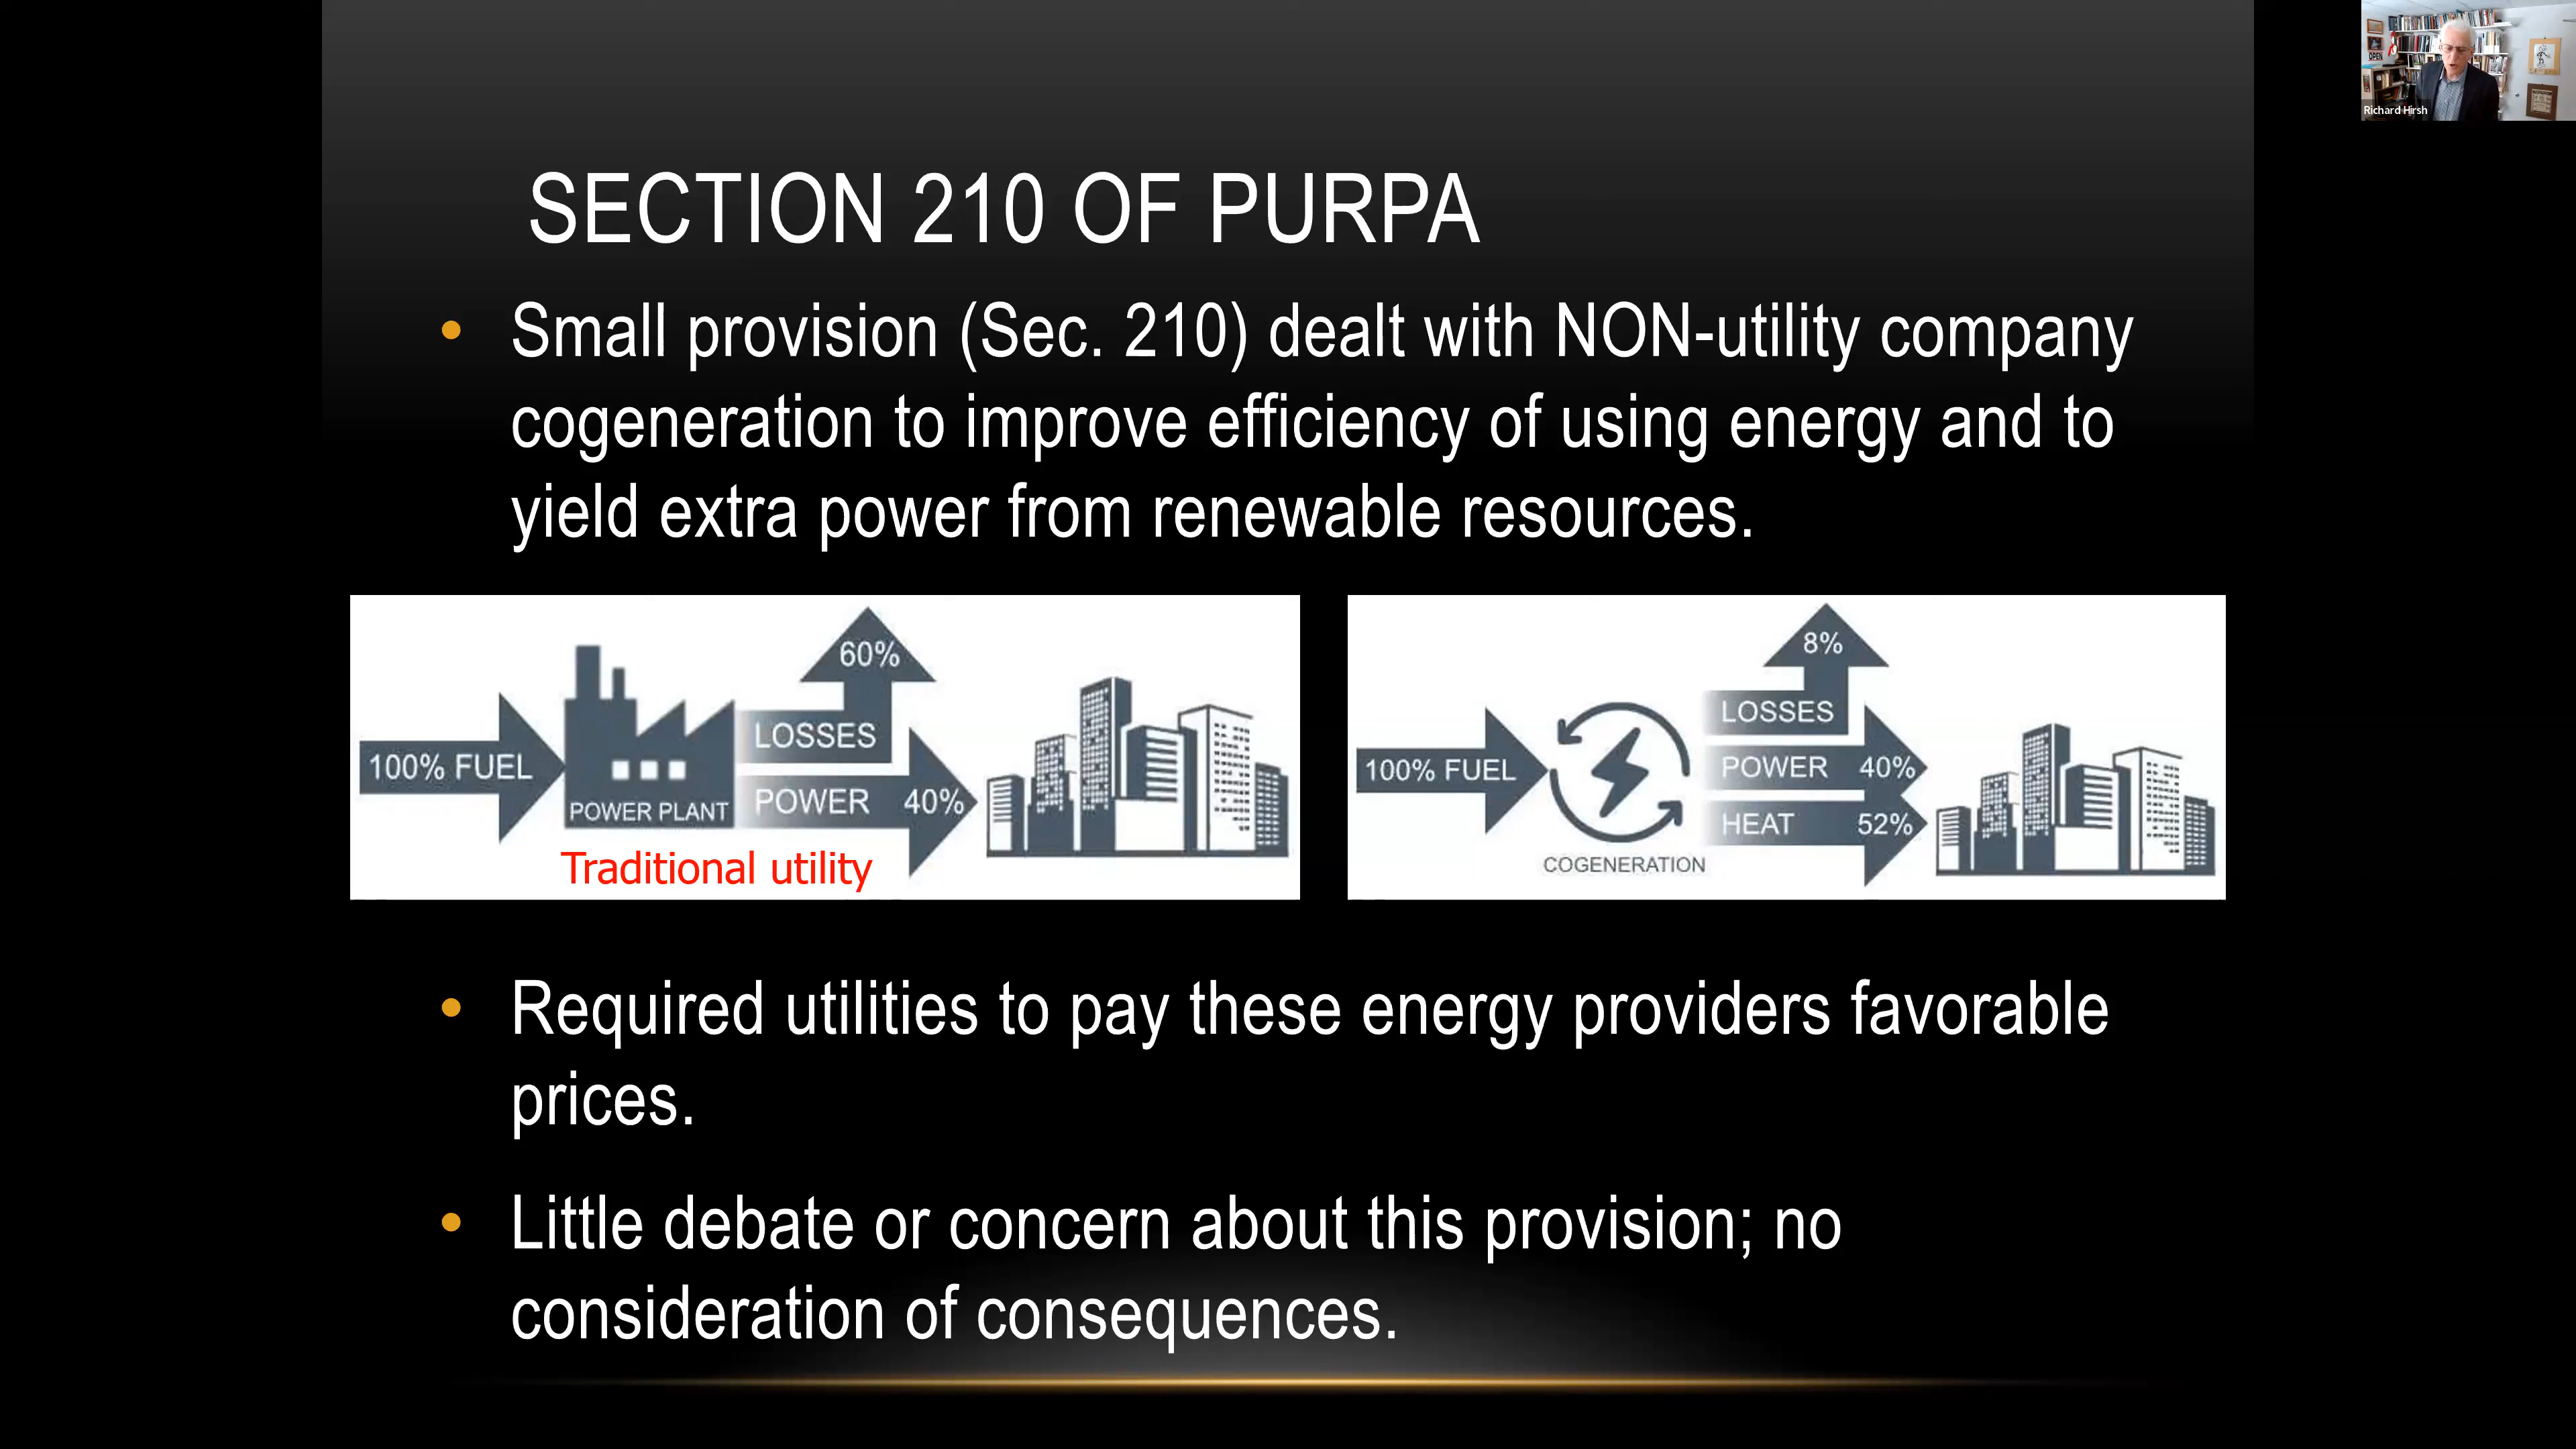 Richard Hirsh
OPEN
SECTION 210 OF PURPA
• Small provision (Sec. 210) dealt with NON-utility company
cogeneration to improve efficiency of using energy and to
yield extra power from renewable resources.
60%
LOSSES
100% FUEL
POWER PLANT
POWER 40%
Traditional utility
8%
LOSSES
100% FUEL
POWER 40%
HEAT 52%
COGENERATION
• Required utilities to pay these energy providers favorable
prices.
• Little debate or concern about this provision; no
consideration of consequences.